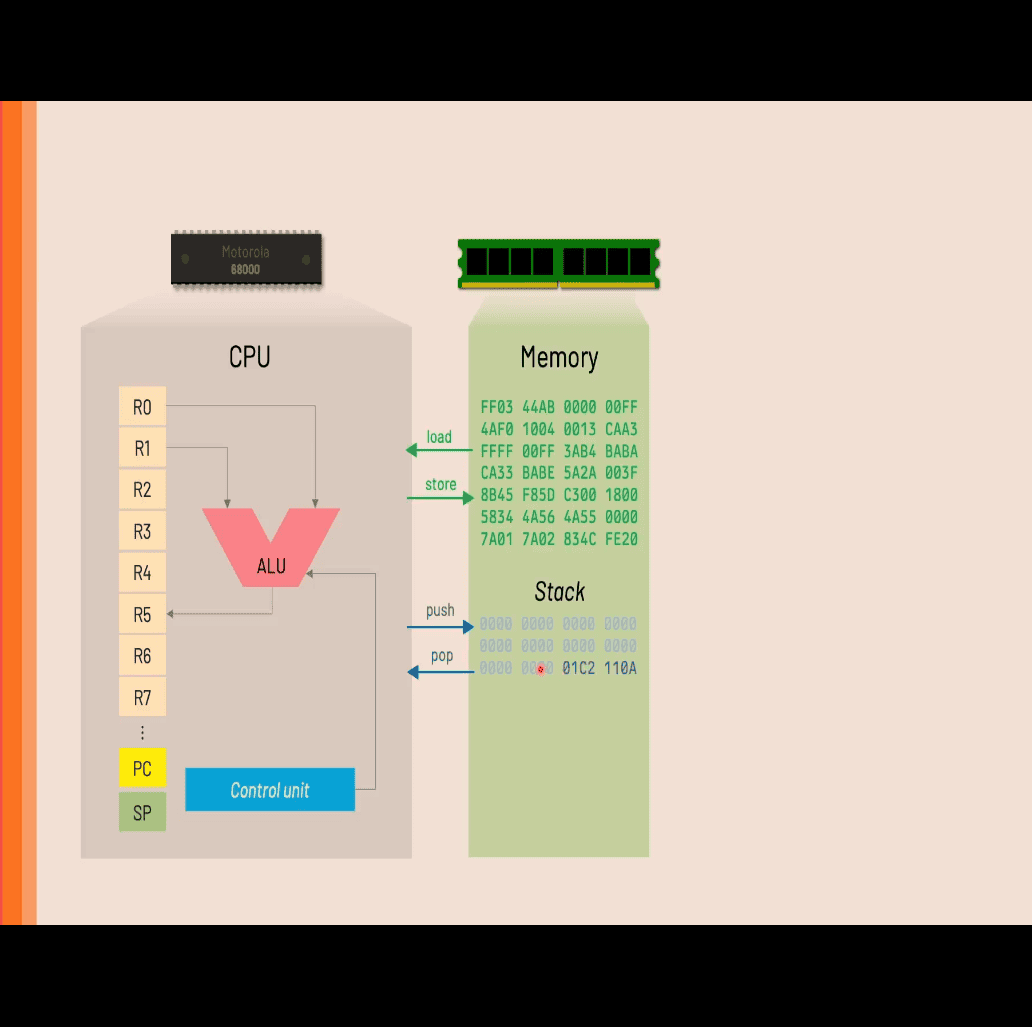 Motorola
68000
CPU
R0
R1
R2
R3
R4
R5
R6
R7
⋮
PC
SP
ALU
Control unit
load
store
push
pop
Memory
FF03 44AB 0000 00FF
4AF0 1004 0013 CAA3
FFFF 00FF 3AB4 BABA
CA33 BABE 5A2A 003F
8B45 F85D C300 1800
5834 4A56 4A55 0000
7A01 7A02 834C FE20
Stack
0000 0000 0000 0000
0000 0000 0000 0000
0000 0000 01C2 110A